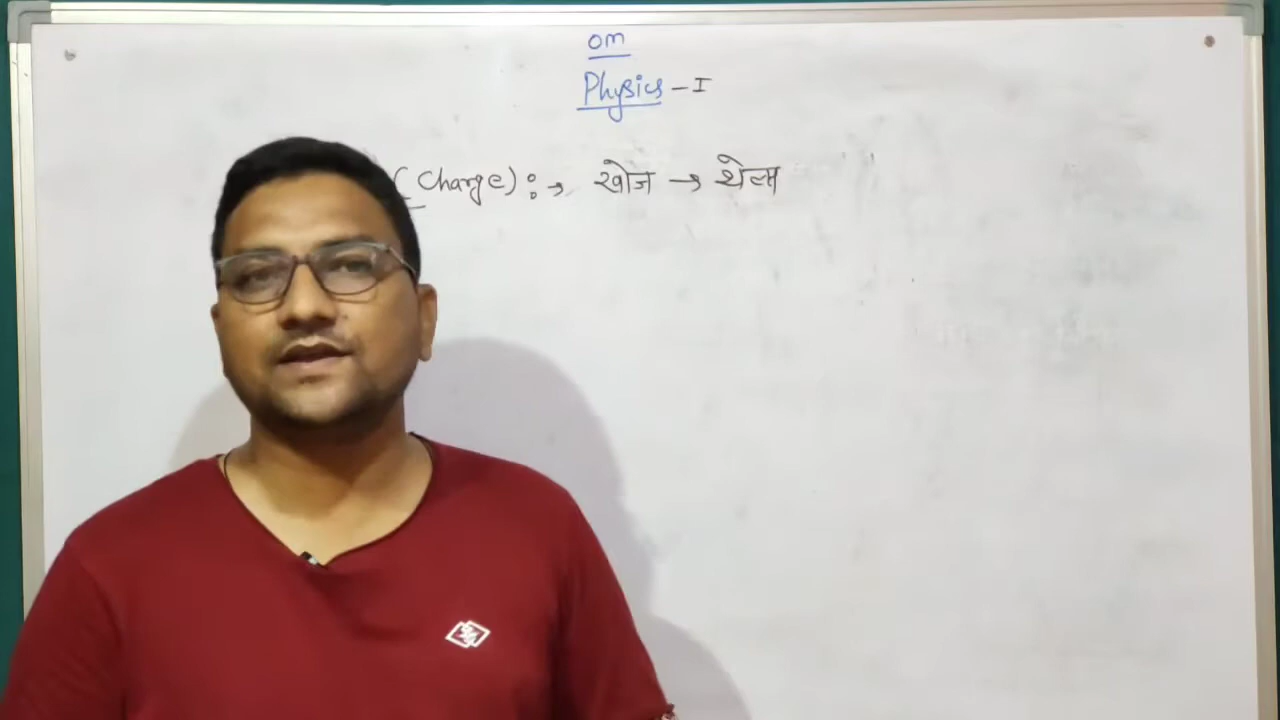 om
Physics - I
(Charge) :→ खोज → थेल्स